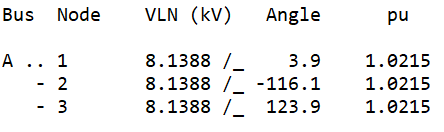 Bus  Node    VLN (kV)   Angle      pu
A .. 1      8.1388 /_    3.9    1.0215
   - 2      8.1388 /_ -116.1    1.0215
   - 3      8.1388 /_  123.9    1.0215